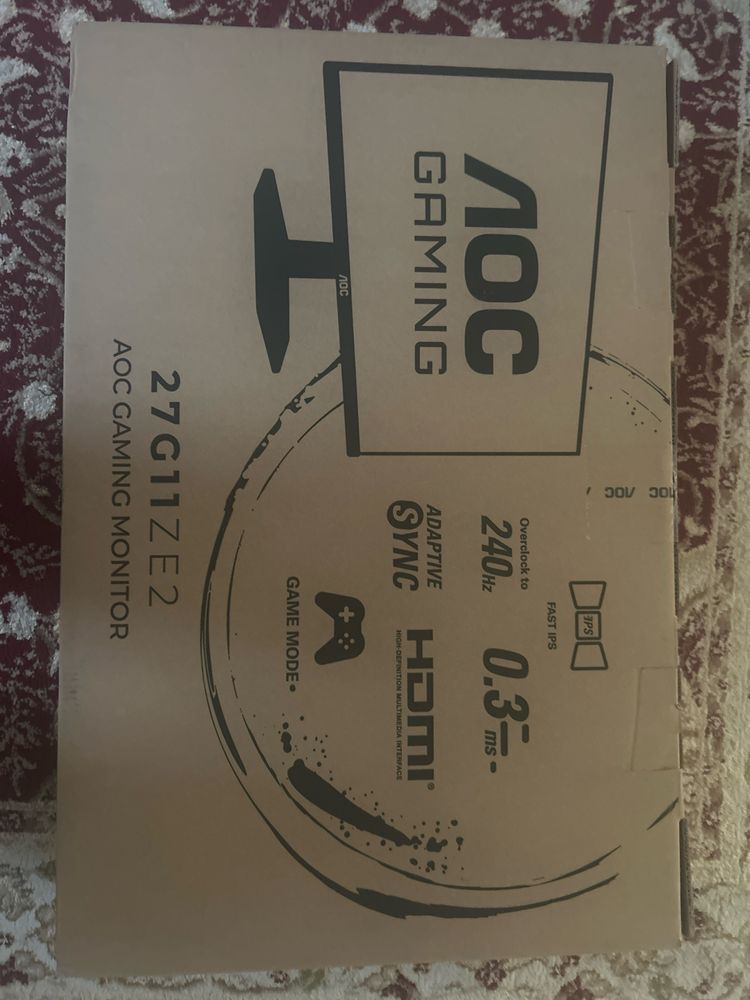 AOC
GAMING
AOC
AOC AOC
IPS
FAST IPS
Overclock to
240Hz
0.3ms
ADAPTIVE
SYNC
HDMI®
HIGH-DEFINITION MULTIMEDIA INTERFACE
GAME MODE
27G11ZE2
AOC GAMING MONITOR